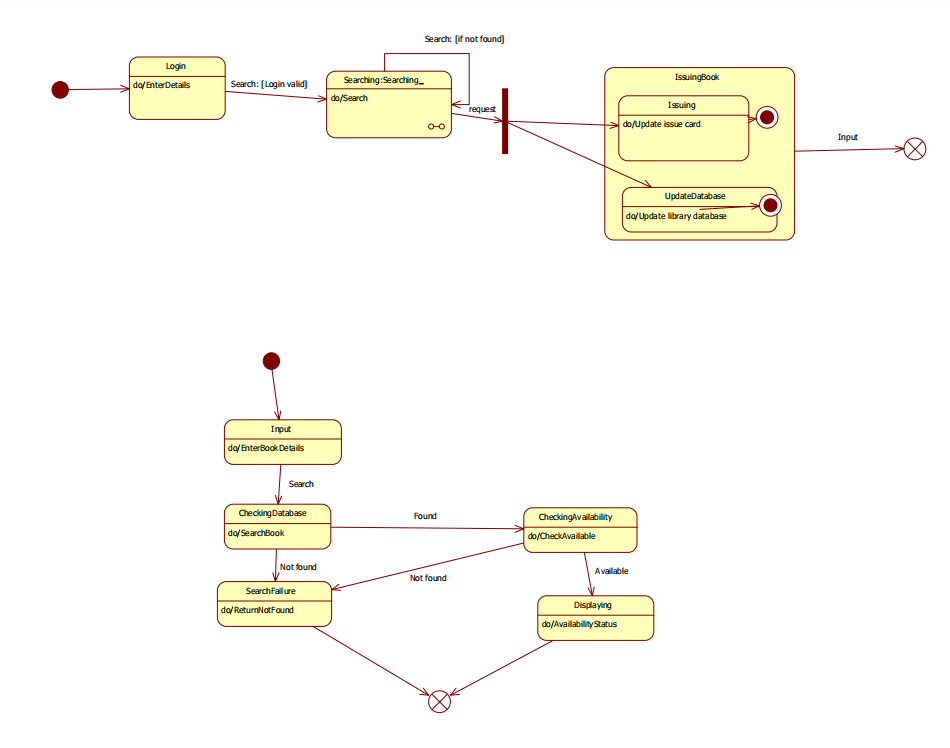 Search: [if not found]
Login
do/EnterDetails
Search: [Login valid]
Searching:Searching_
do/Search
request
IssuingBook
Issuing
do/Update issue card
UpdateDatabase
do/Update library database
Input
Input
do/EnterBookDetails
Search
CheckingDatabase
do/SearchBook
Found
CheckingAvailability
do/CheckAvailable
Not found
Not found
Available
SearchFailure
do/ReturnNotFound
Displaying
do/AvailabilityStatus